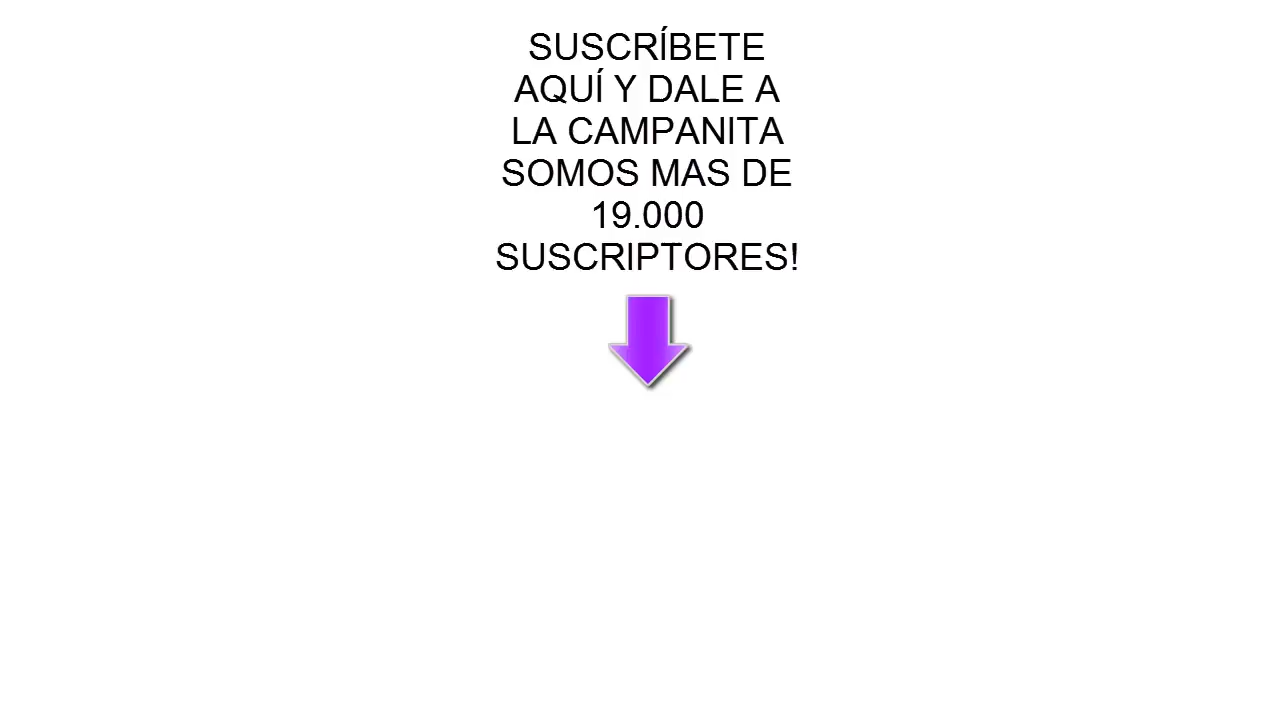 SUSCRÍBETE
AQUÍ Y DALE A
LA CAMPANITA
SOMOS MAS DE
19.000
SUSCRIPTORES!